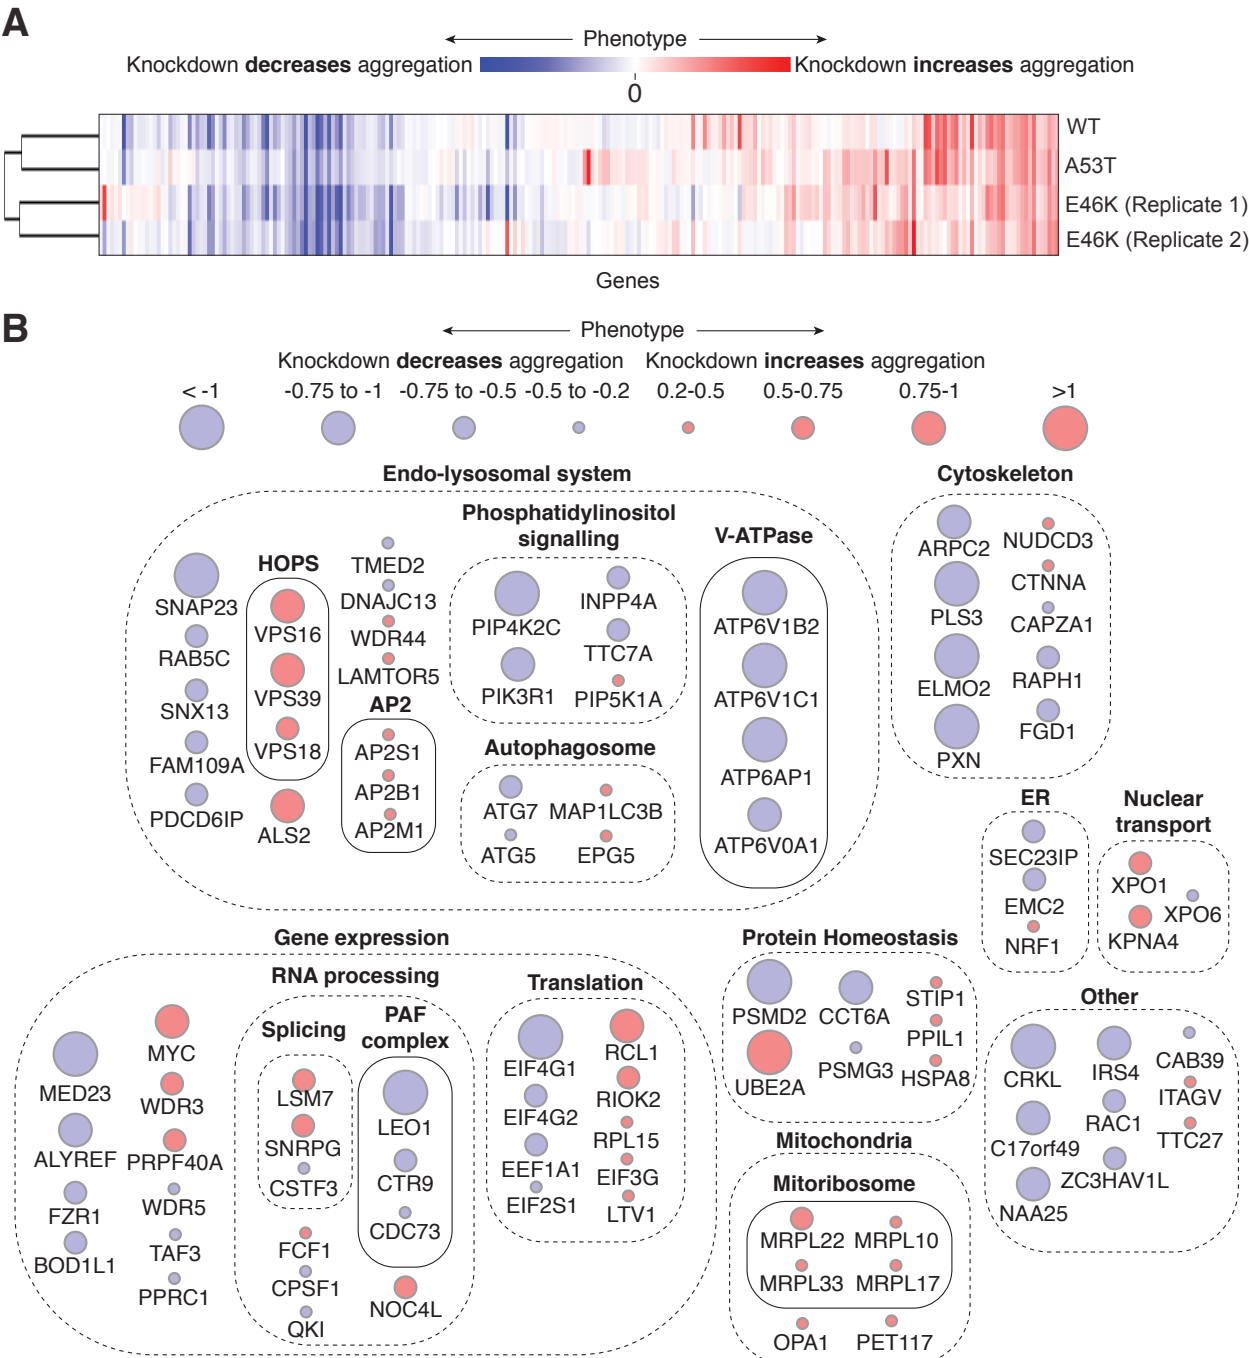 A
Phenotype
Knockdown decreases aggregation
Knockdown increases aggregation
0
WT
A53T
E46K (Replicate 1)
E46K (Replicate 2)
Genes
B
Phenotype
Knockdown decreases aggregation
Knockdown increases aggregation
< -1
-0.75 to -1
-0.75 to -0.5
-0.5 to -0.2
0.2-0.5
0.5-0.75
0.75-1
>1
Endo-lysosomal system
SNAP23
RAB5C
SNX13
FAM109A
PDCD6IP
HOPS
VPS16
VPS39
VPS18
ALS2
TMED2
DNAJC13
WDR44
LAMTOR5
AP2
AP2S1
AP2B1
AP2M1
Phosphatidylinositol
signalling
PIP4K2C
PIK3R1
INPP4A
TTC7A
PIP5K1A
Autophagosome
ATG7
ATG5
MAP1LC3B
EPG5
V-ATPase
ATP6V1B2
ATP6V1C1
ATP6AP1
ATP6V0A1
Cytoskeleton
ARPC2
PLS3
ELMO2
PXN
NUDCD3
CTNNA
CAPZA1
RAPH1
FGD1
ER
SEC23IP
EMC2
NRF1
Nuclear
transport
XPO1
XPO6
KPNA4
Gene expression
MED23
ALYREF
FZR1
BOD1L1
MYC
WDR3
PRPF40A
WDR5
TAF3
PPRC1
RNA processing
Splicing
LSM7
SNRPG
CSTF3
FCF1
CPSF1
QKI
PAF
complex
LEO1
CTR9
CDC73
NOC4L
Translation
EIF4G1
EIF4G2
EEF1A1
EIF2S1
RCL1
RIOK2
RPL15
EIF3G
LTV1
Protein Homeostasis
PSMD2
UBE2A
CCT6A
PSMG3
STIP1
PPIL1
HSPA8
Mitochondria
Mitoribosome
MRPL22
MRPL10
MRPL33
MRPL17
OPA1
PET117
Other
CRKL
C17orf49
NAA25
IRS4
RAC1
ZC3HAV1L
CAB39
ITAGV
TTC27